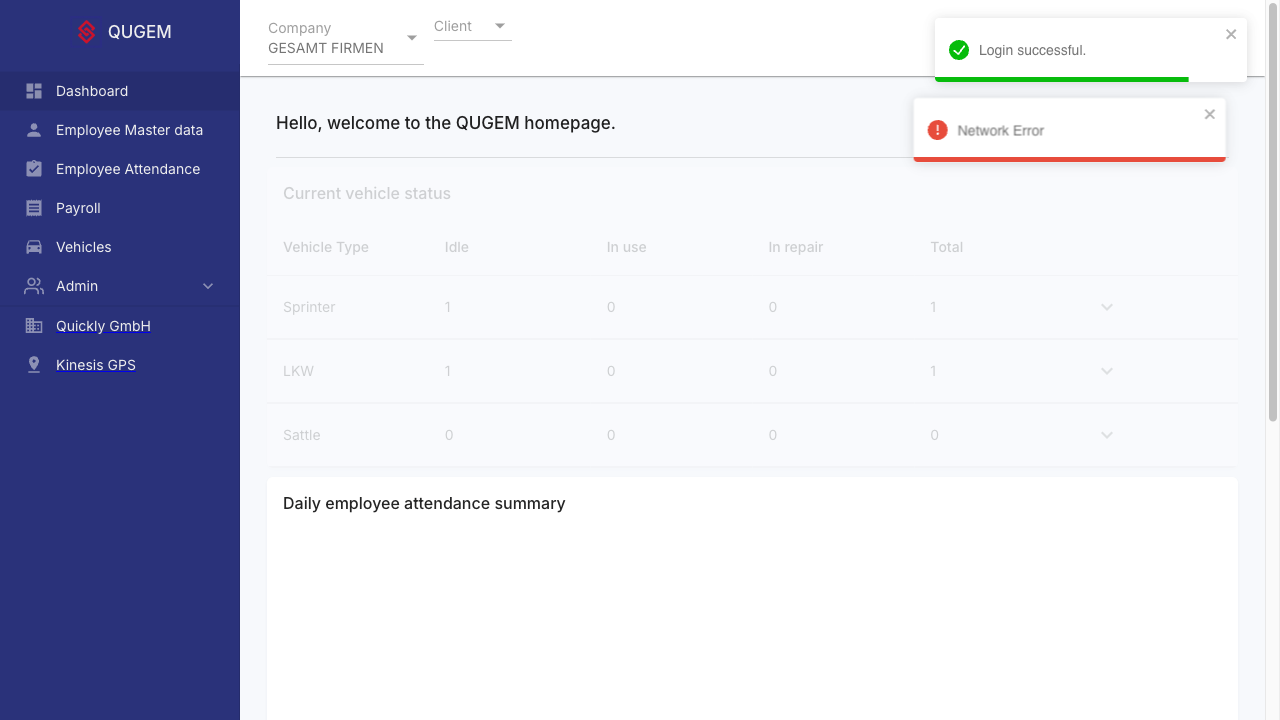 QUGEM
Dashboard
Employee Master data
Employee Attendance
Payroll
Vehicles
Admin
Quickly GmbH
Kinesis GPS
Company
GESAMT FIRMEN
Client
Login successful.
Network Error
Hello, welcome to the QUGEM homepage.
Current vehicle status
Vehicle Type Idle In use In repair Total
Sprinter 1 0 0 1
LKW 1 0 0 1
Sattle 0 0 0 0
Daily employee attendance summary